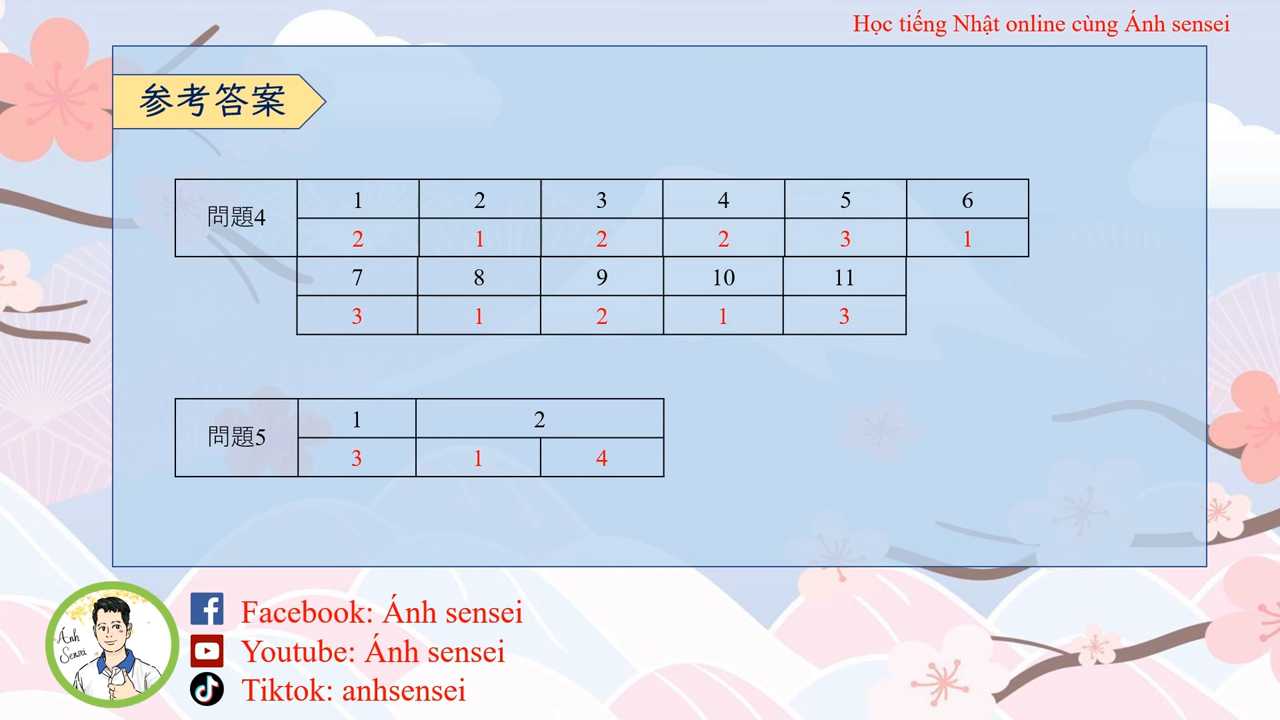 Học tiếng Nhật online cùng Ánh sensei
参考答案
問題4 1 2 3 4 5 6
2 1 2 2 3 1
7 8 9 10 11
3 1 2 1 3
問題5 1 2
3 1 4
Ánh
Sensei
Facebook: Ánh sensei
Youtube: Ánh sensei
Tiktok: anhsensei